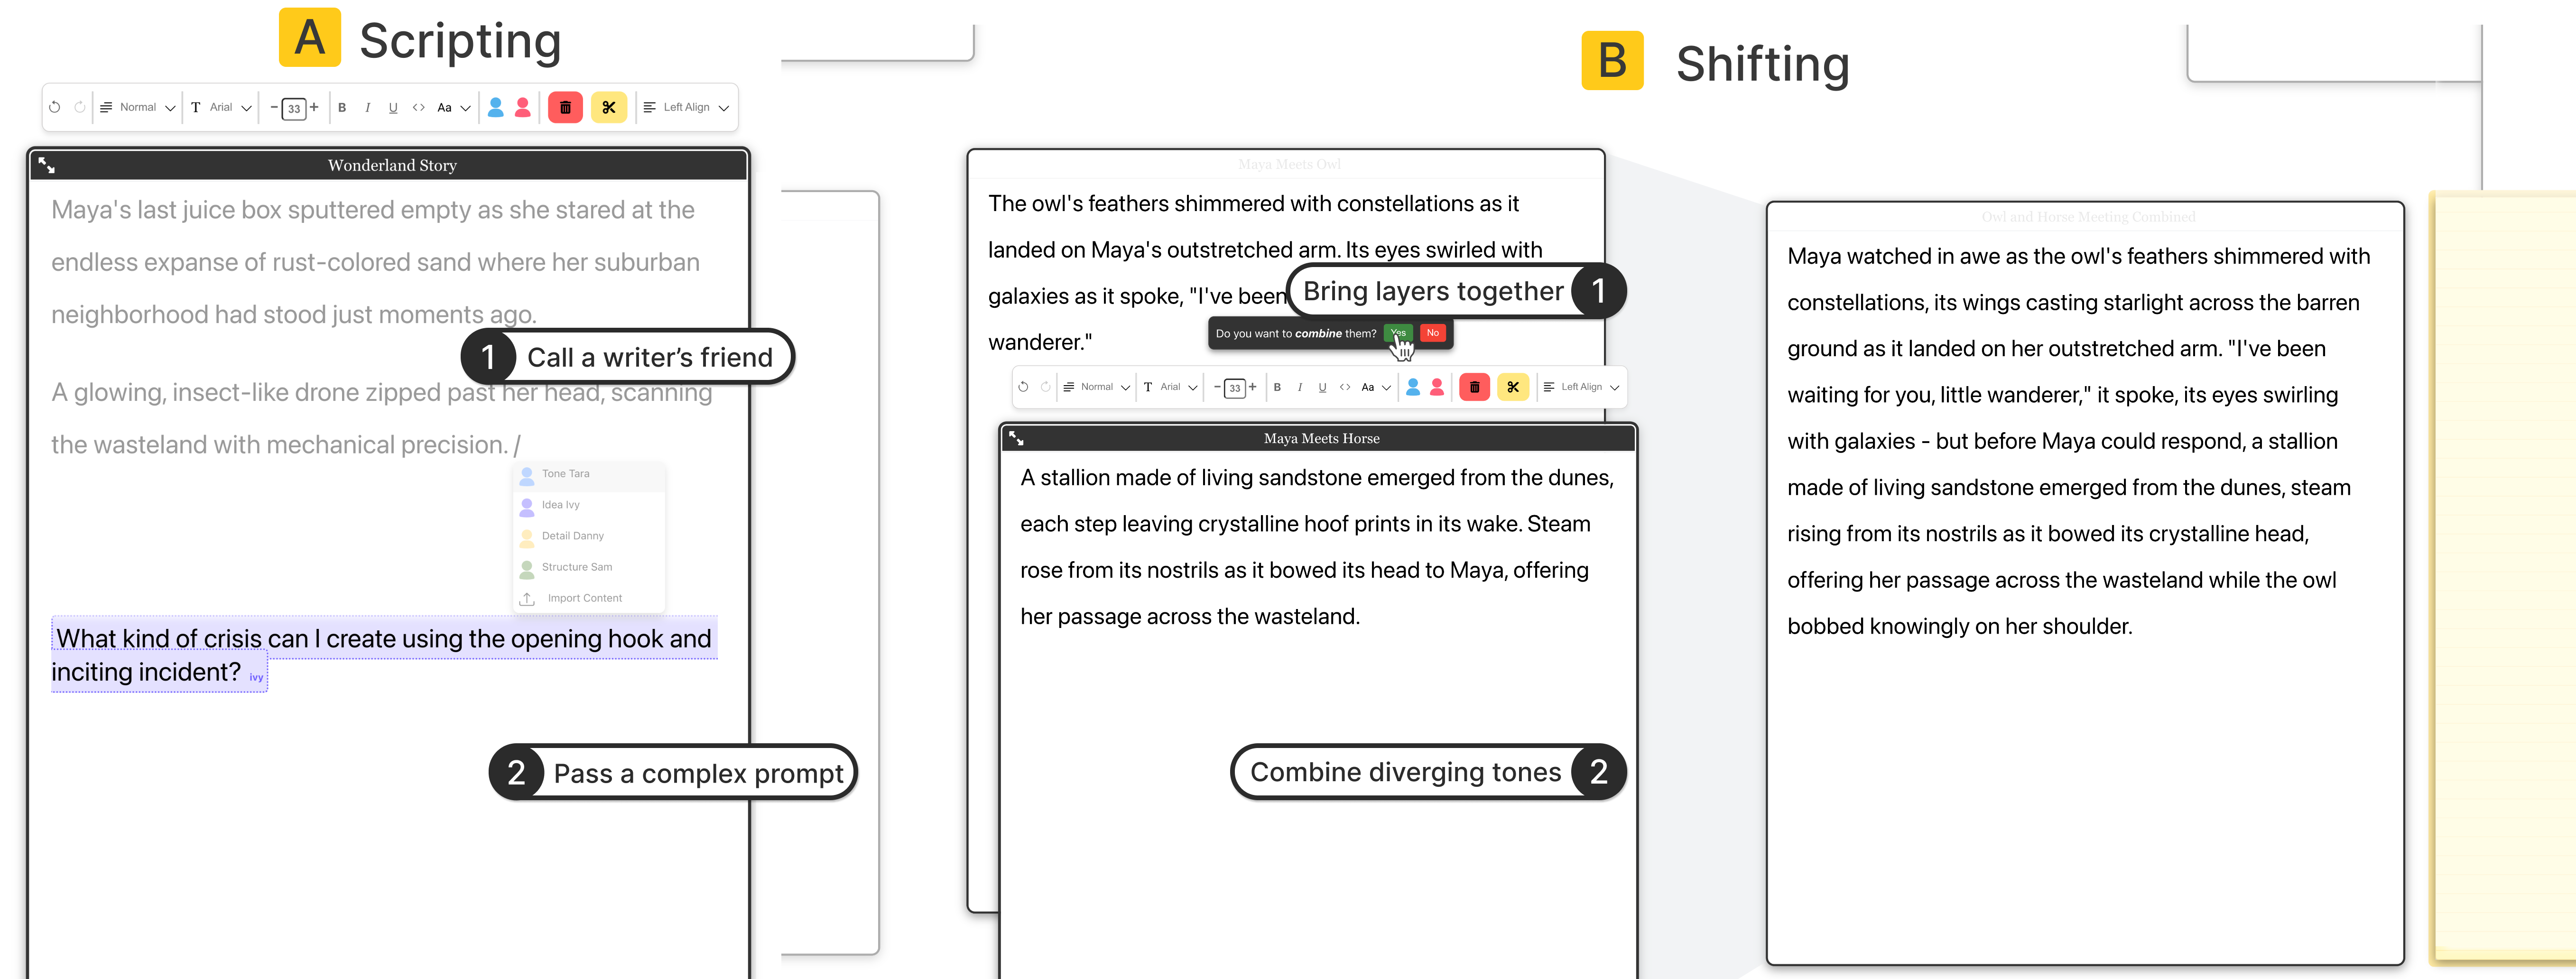 A Scripting
Normal T Arial - 33 + B I U <> Aa Left Align
Wonderland Story
Maya's last juice box sputtered empty as she stared at the
endless expanse of rust-colored sand where her suburban
neighborhood had stood just moments ago.
1 Call a writer's friend
A glowing, insect-like drone zipped past her head, scanning
the wasteland with mechanical precision. /
Tone Tara
Idea Ivy
Detail Danny
Structure Sam
Import Content
What kind of crisis can I create using the opening hook and
inciting incident? ivy
2 Pass a complex prompt
B Shifting
Maya Meets Owl
The owl's feathers shimmered with constellations as it
landed on Maya's outstretched arm. Its eyes swirled with
galaxies as it spoke, "I've been
Bring layers together 1
wanderer."
Do you want to combine them? Yes No
Normal T Arial - 33 + B I U <> Aa Left Align
Maya Meets Horse
A stallion made of living sandstone emerged from the dunes,
each step leaving crystalline hoof prints in its wake. Steam
rose from its nostrils as it bowed its head to Maya, offering
her passage across the wasteland.
Combine diverging tones 2
Owl and Horse Meeting Combined
Maya watched in awe as the owl's feathers shimmered with
constellations, its wings casting starlight across the barren
ground as it landed on her outstretched arm. "I've been
waiting for you, little wanderer," it spoke, its eyes swirling
with galaxies - but before Maya could respond, a stallion
made of living sandstone emerged from the dunes, steam
rising from its nostrils as it bowed its crystalline head,
offering her passage across the wasteland while the owl
bobbed knowingly on her shoulder.